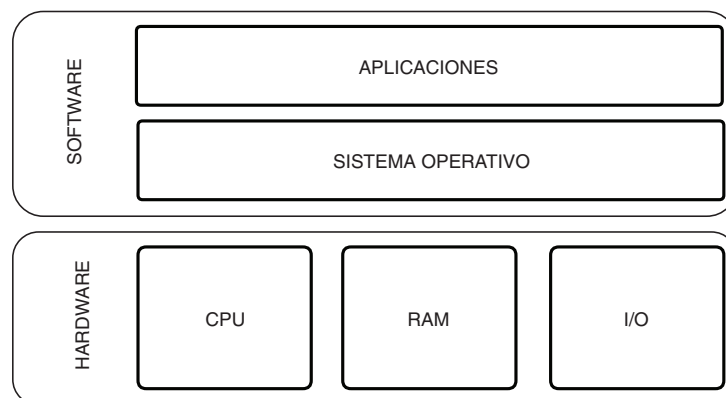 SOFTWARE
APLICACIONES
SISTEMA OPERATIVO
HARDWARE
CPU
RAM
I/O